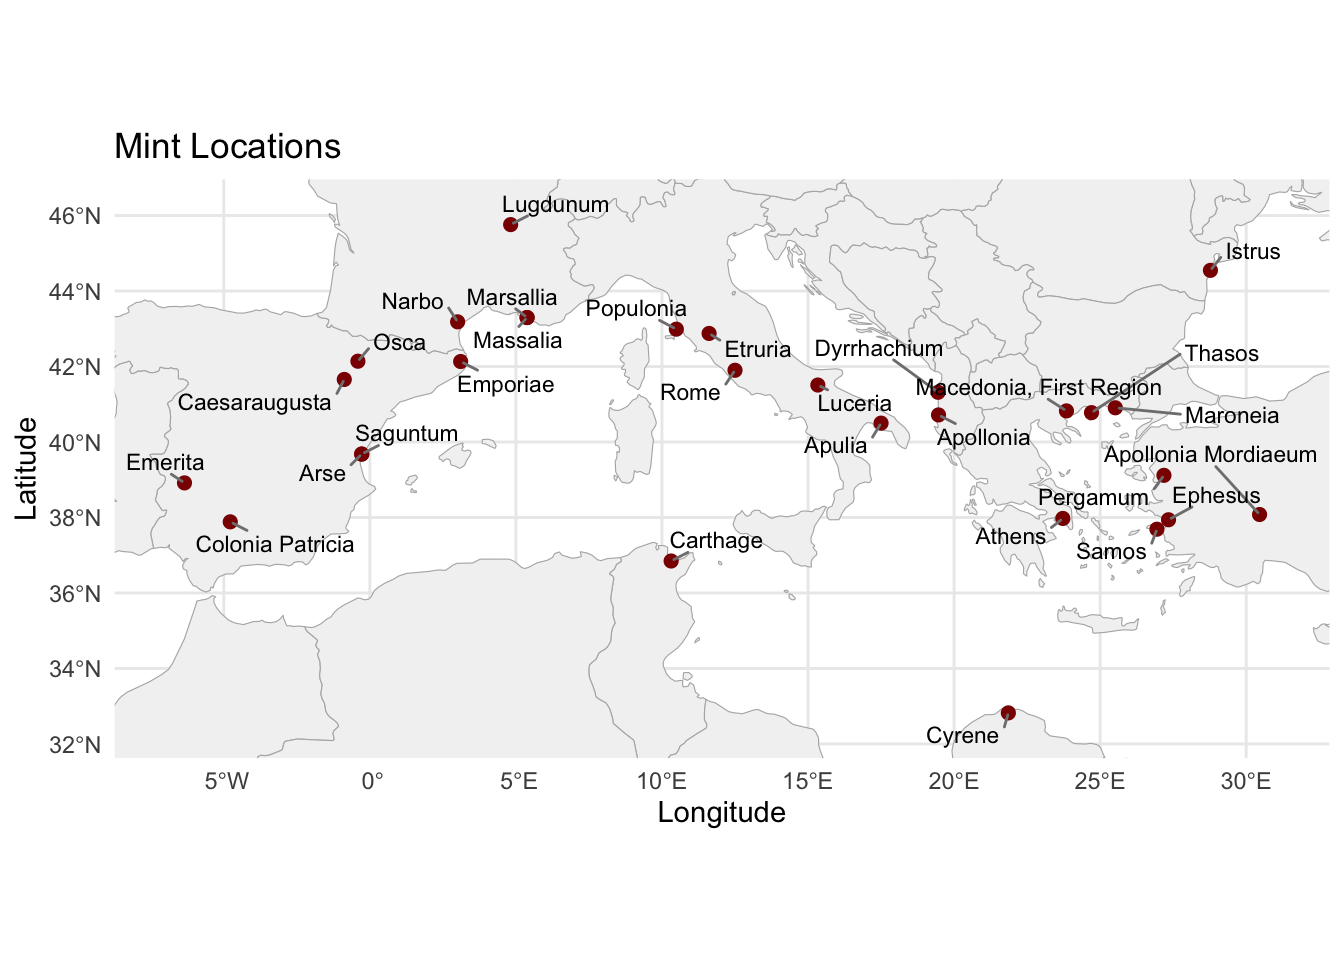 Mint Locations
46°N
44°N
42°N
40°N
38°N
36°N
34°N
32°N
Latitude
Lugdunum
Istrus
Narbo
Marsallia
Populonia
Osca
Massalia
Etruria
Dyrrhachium
Thasos
Emporiae
Rome
Macedonia, First Region
Caesaraugusta
Luceria
Maroneia
Saguntum
Apulia
Apollonia
Emerita
Arse
Apollonia Mordiaeum
Pergamum
Ephesus
Colonia Patricia
Carthage
Athens
Samos
Cyrene
5°W
0°
5°E
10°E
15°E
20°E
25°E
30°E
Longitude